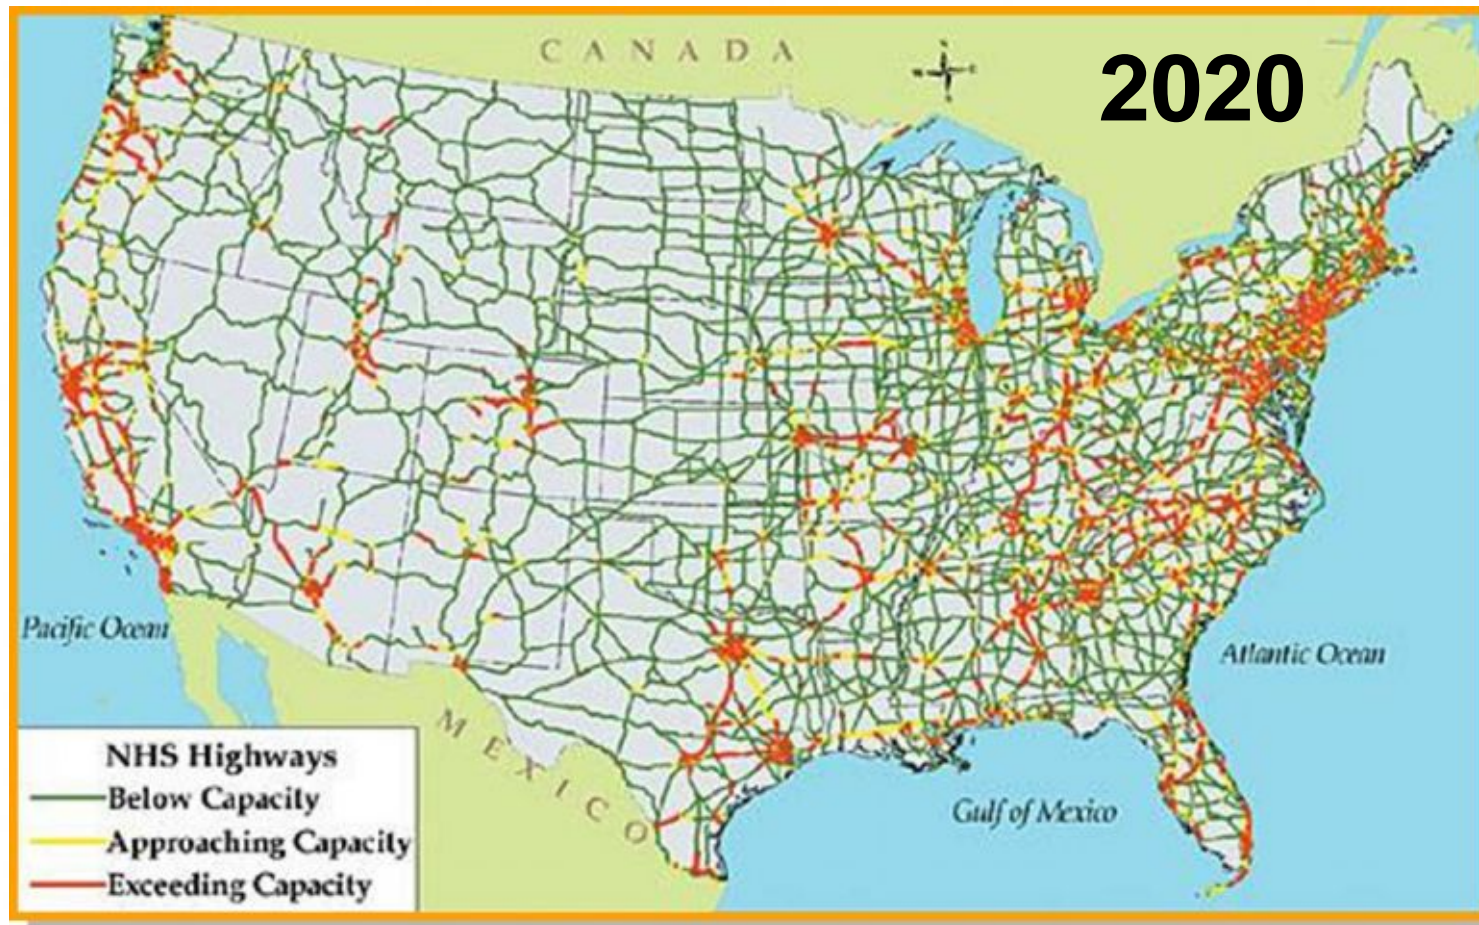 CANADA
2020
N
W
E
S
Pacific Ocean
Atlantic Ocean
MEXICO
Gulf of Mexico
NHS Highways
Below Capacity
Approaching Capacity
Exceeding Capacity